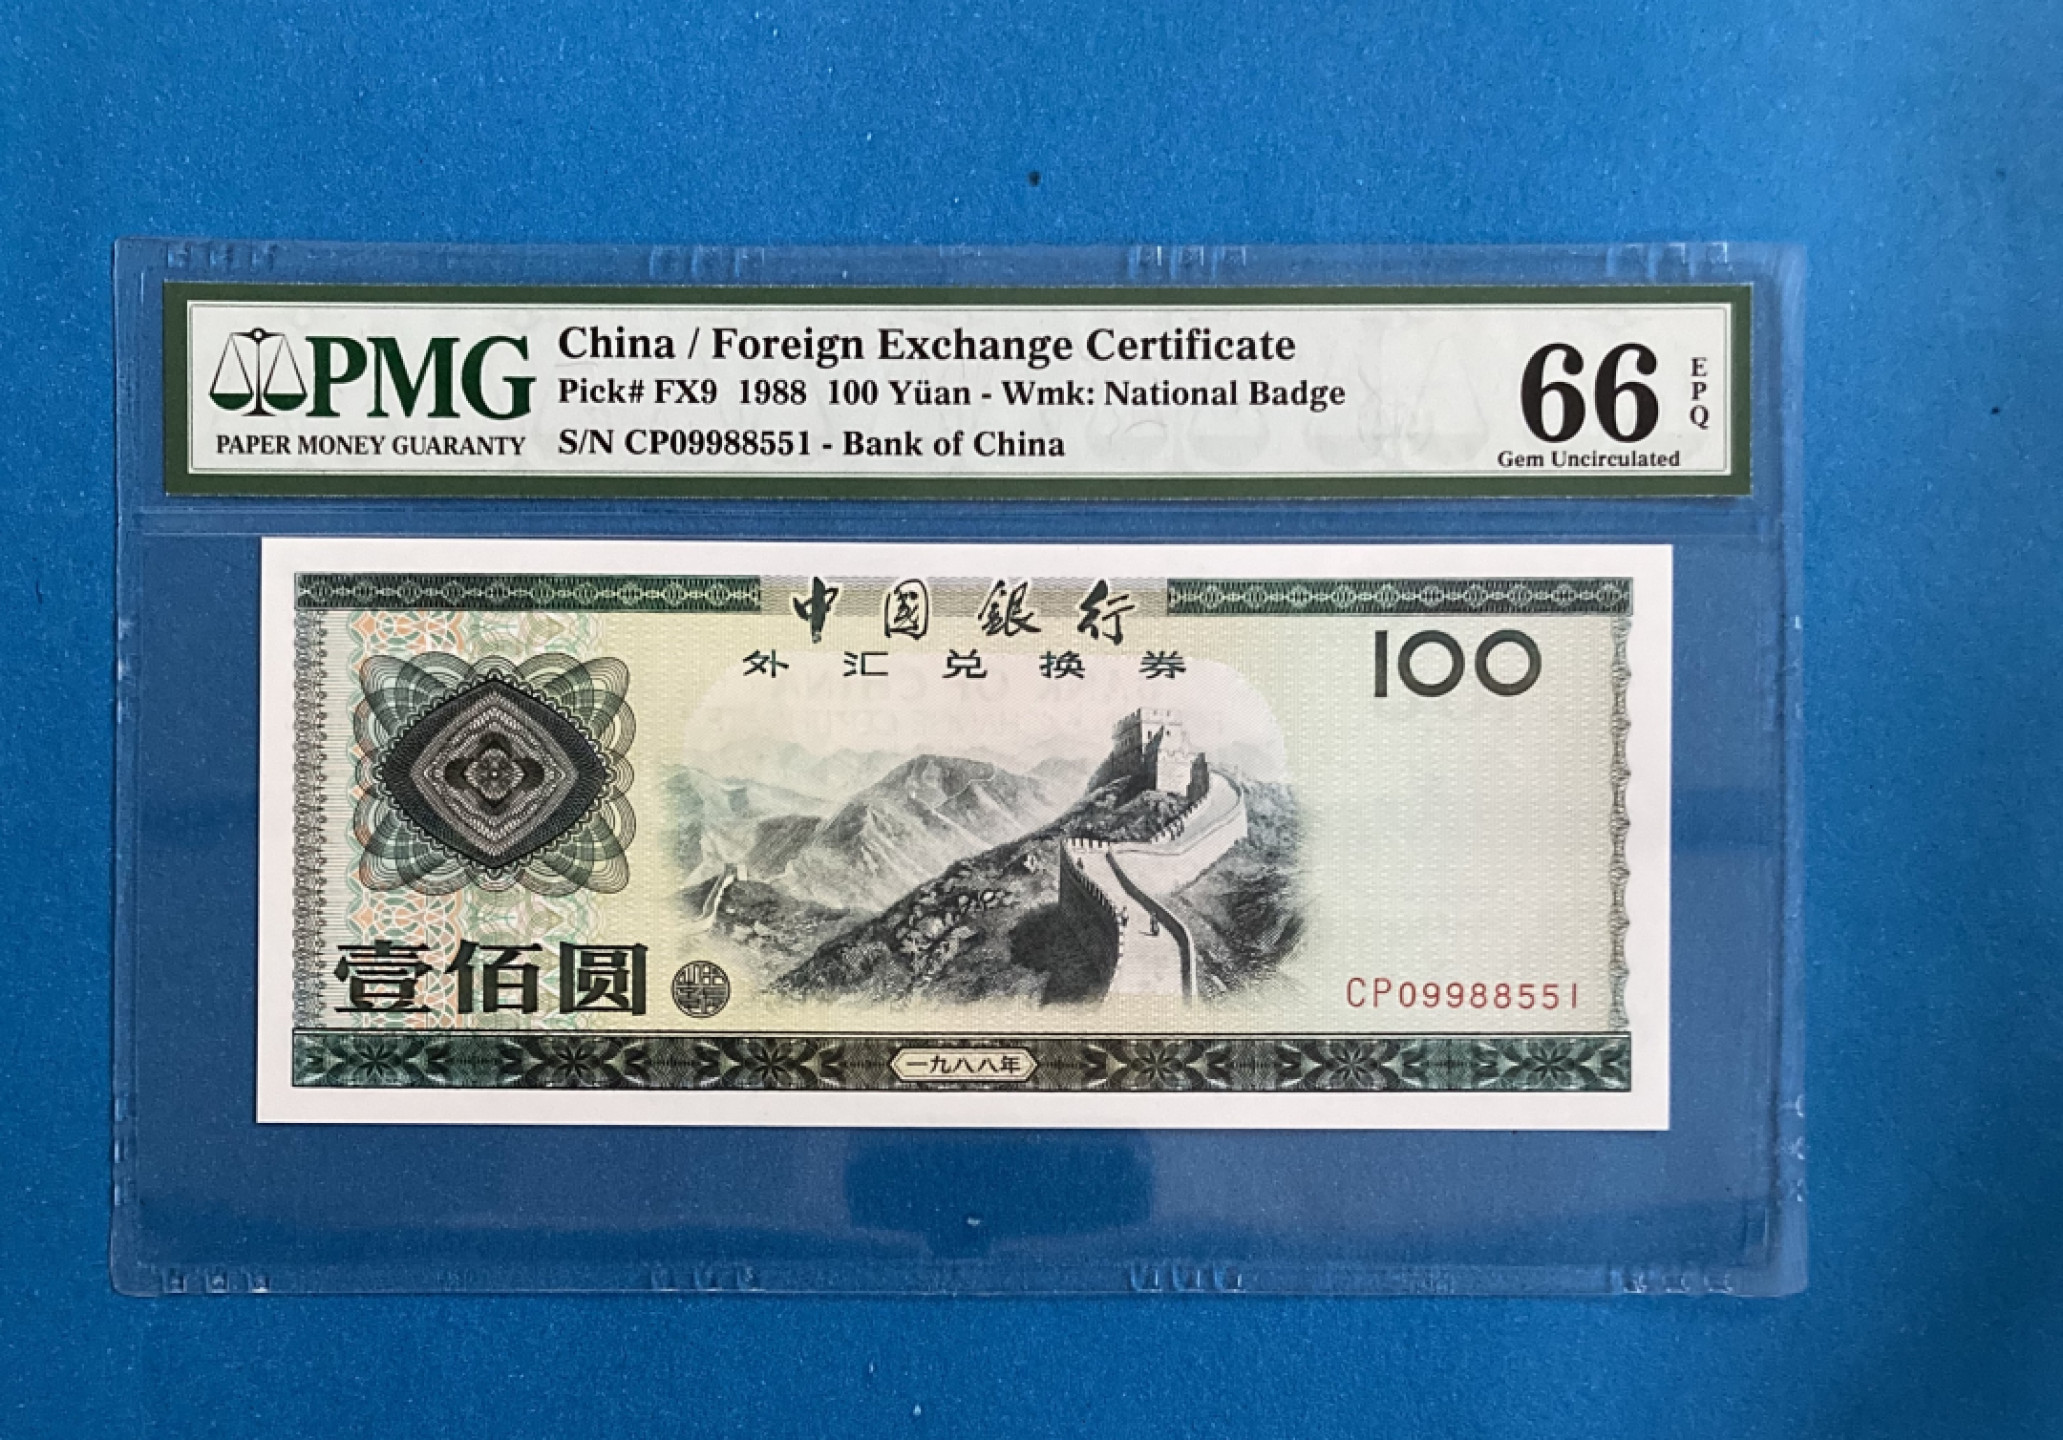 PMG
PAPER MONEY GUARANTY
China / Foreign Exchange Certificate
Pick# FX9 1988 100 Yüan - Wmk: National Badge
S/N CP09988551 - Bank of China
66
EPQ
Gem Uncirculated
中國銀行
外汇兑换券
100
壹佰圆
CP09988551
一九八八年